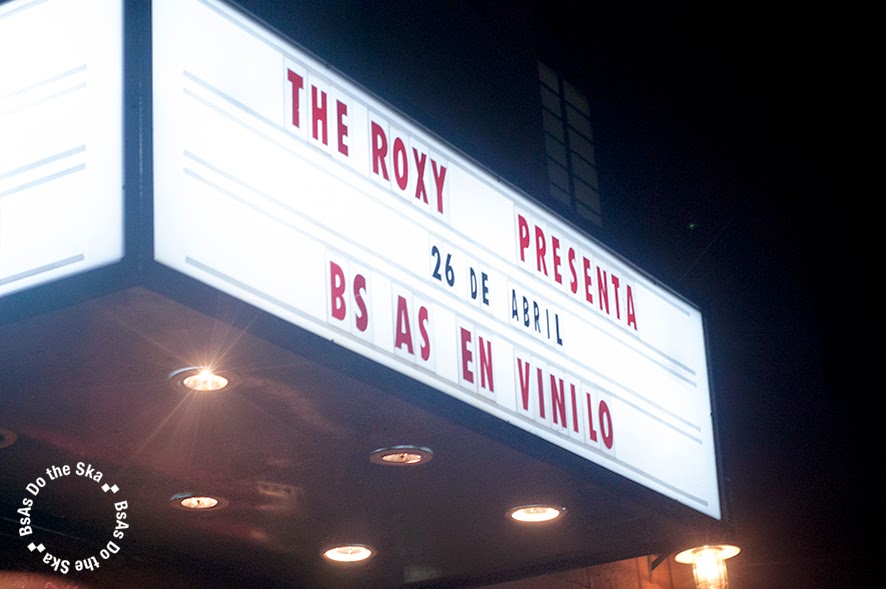 THE ROXY PRESENTA
26 DE ABRIL
BS AS EN VINILO
BsAs Do the Ska BsAs Do the Ska